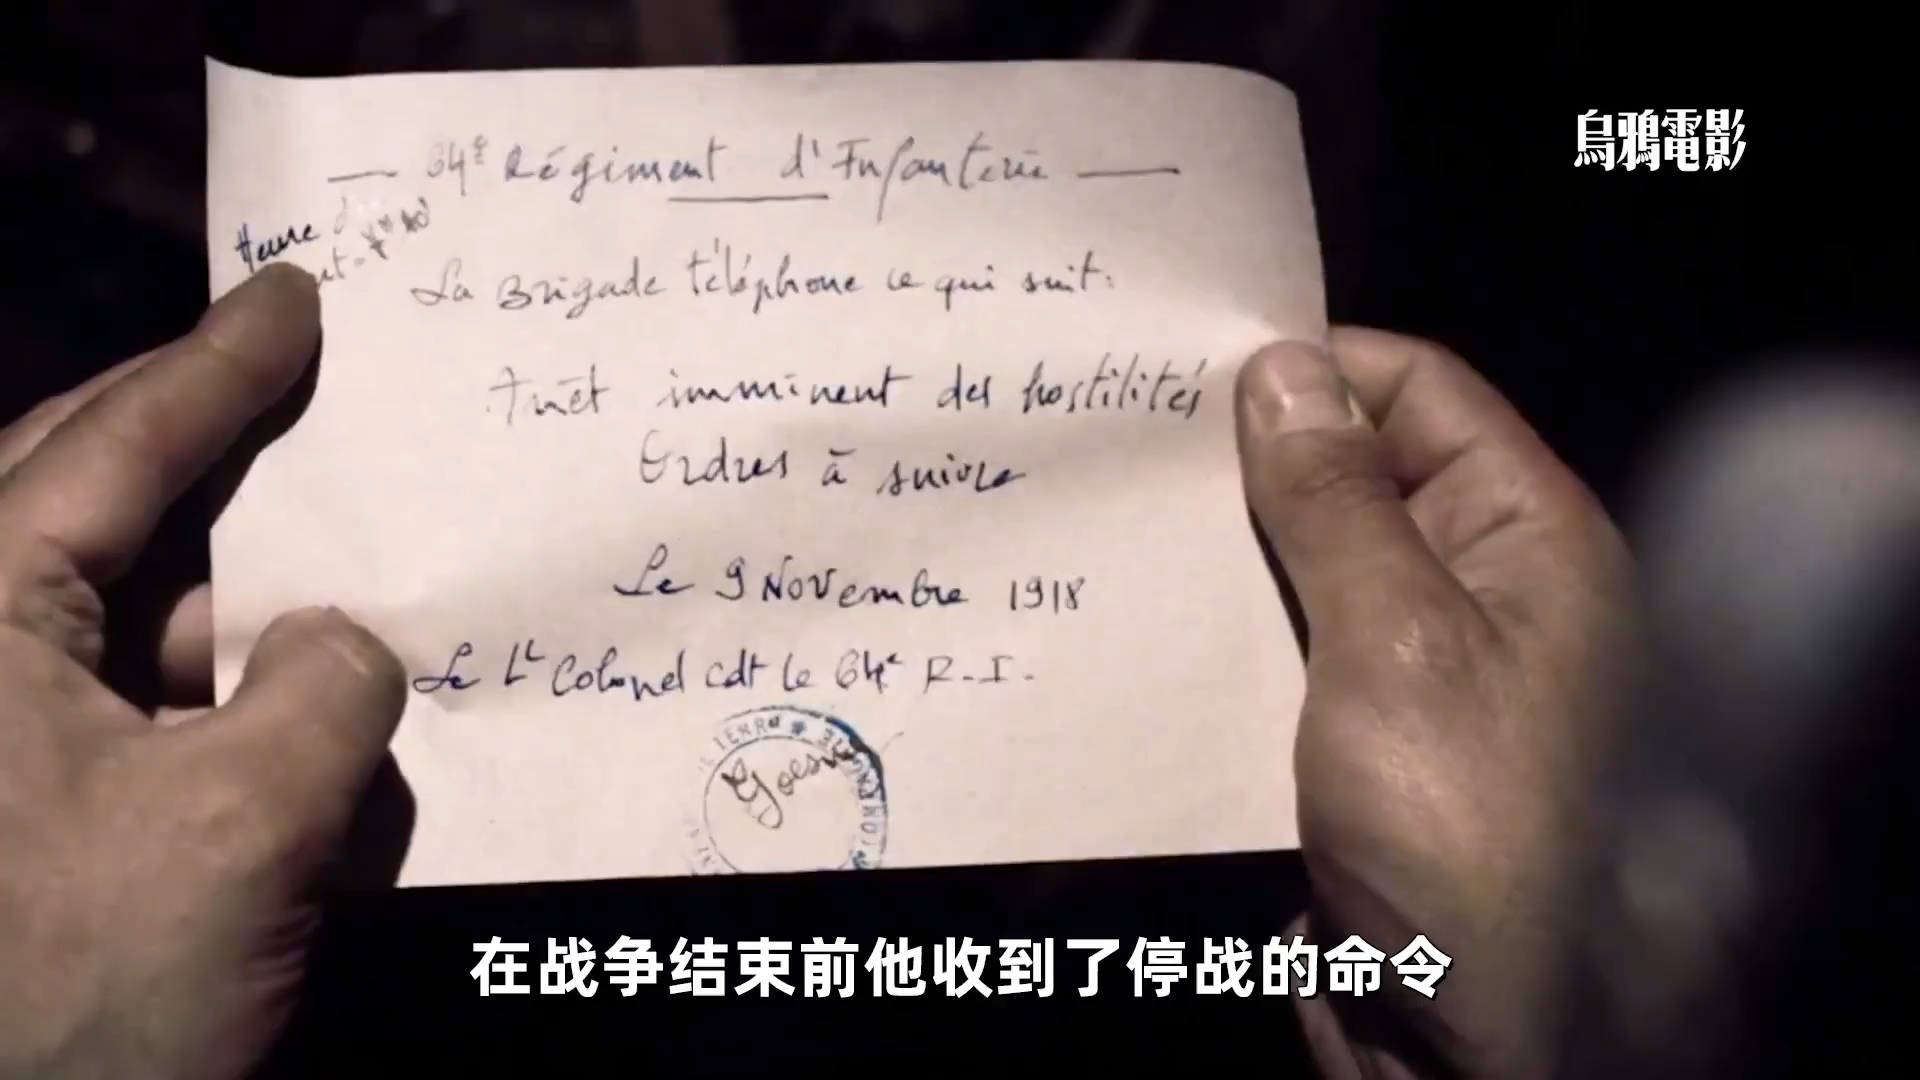 烏鴉電影
64e Régiment d'Infanterie
Heure
La Brigade téléphone ce qui suit:
Arrêt imminent des hostilités
Ordres à suivre
Le 9 Novembre 1918
Le Lt Colonel cdt le 64e R.I.
在战争结束前他收到了停战的命令